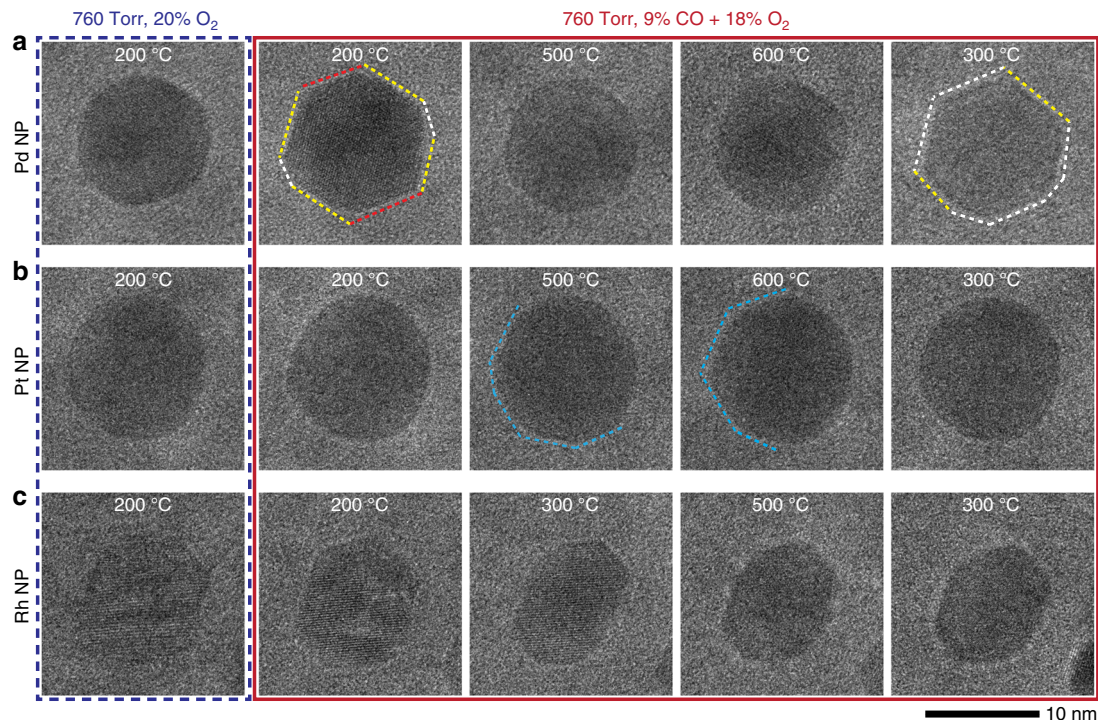 760 Torr, 20% O₂
760 Torr, 9% CO + 18% O₂
a
Pd NP
200 °C
200 °C
500 °C
600 °C
300 °C
b
Pt NP
200 °C
200 °C
500 °C
600 °C
300 °C
c
Rh NP
200 °C
200 °C
300 °C
500 °C
300 °C
10 nm